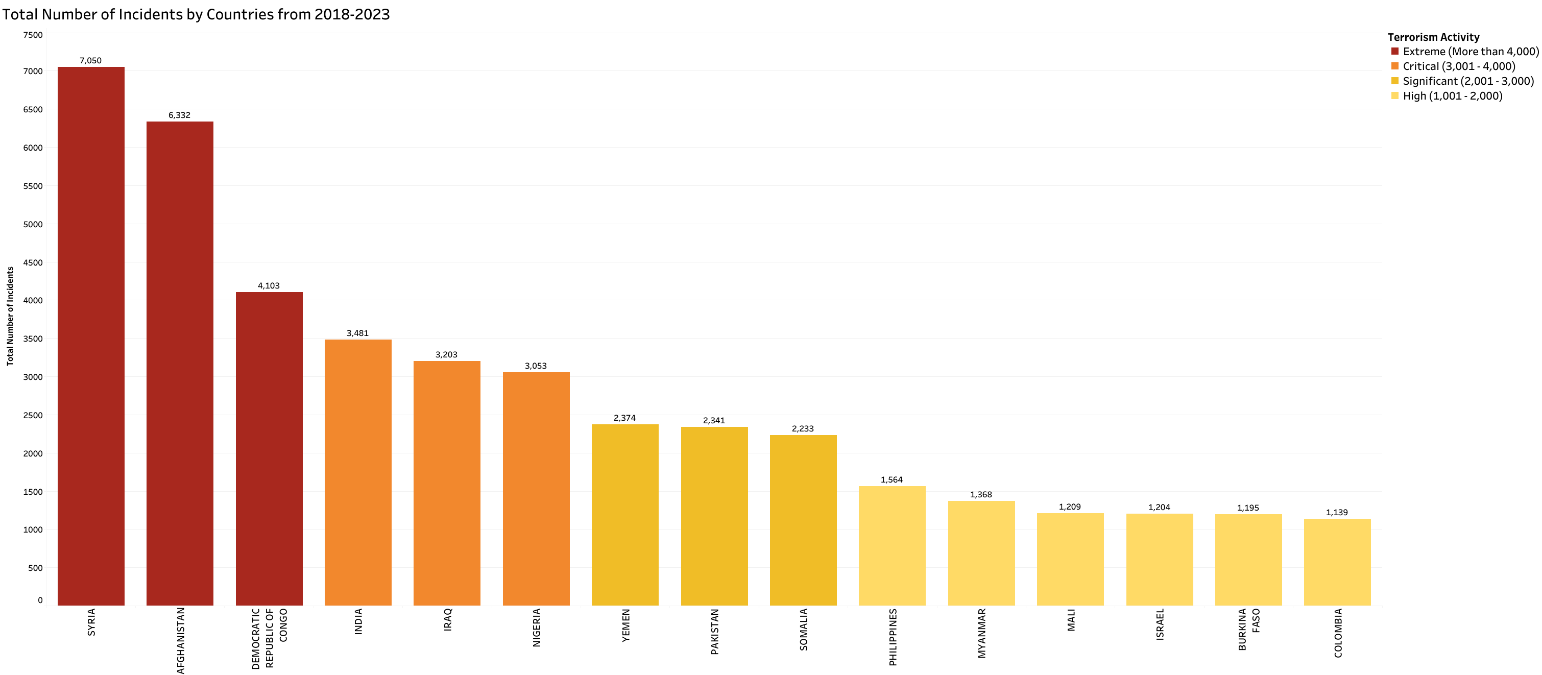 Total Number of Incidents by Countries from 2018-2023
Terrorism Activity
Extreme (More than 4,000)
Critical (3,001 - 4,000)
Significant (2,001 - 3,000)
High (1,001 - 2,000)
Total Number of Incidents
7500
7000
6500
6000
5500
5000
4500
4000
3500
3000
2500
2000
1500
1000
500
0
7,050
6,332
4,103
3,481
3,203
3,053
2,374
2,341
2,233
1,564
1,368
1,209
1,204
1,195
1,139
SYRIA
AFGHANISTAN
DEMOCRATIC
REPUBLIC OF
CONGO
INDIA
IRAQ
NIGERIA
YEMEN
PAKISTAN
SOMALIA
PHILIPPINES
MYANMAR
MALI
ISRAEL
BURKINA
FASO
COLOMBIA